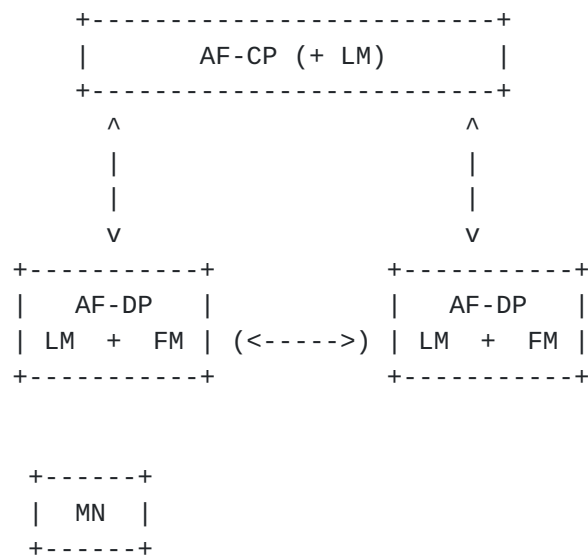 AF-CP (+ LM)
AF-DP AF-DP
LM + FM (<----->) LM + FM
MN